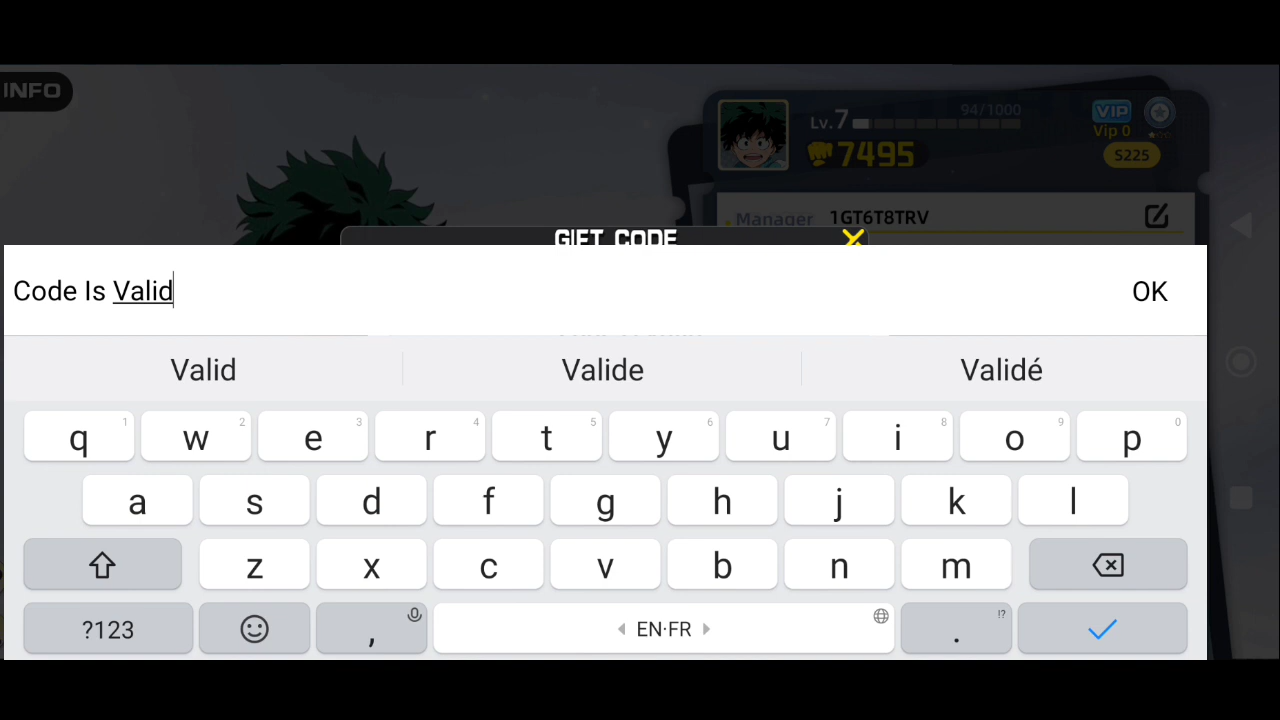 INFO
Lv.7
94/1000
VIP
Vip 0
7495
S225
Manager 1GT6T8TRV
GIFT CODE
Code Is Valid
OK
Valid Valide Validé
q 1 w 2 e 3 r 4 t 5 y 6 u 7 i 8 o 9 p 0
a s d f g h j k l
z x c v b n m
?123 , EN·FR . !?